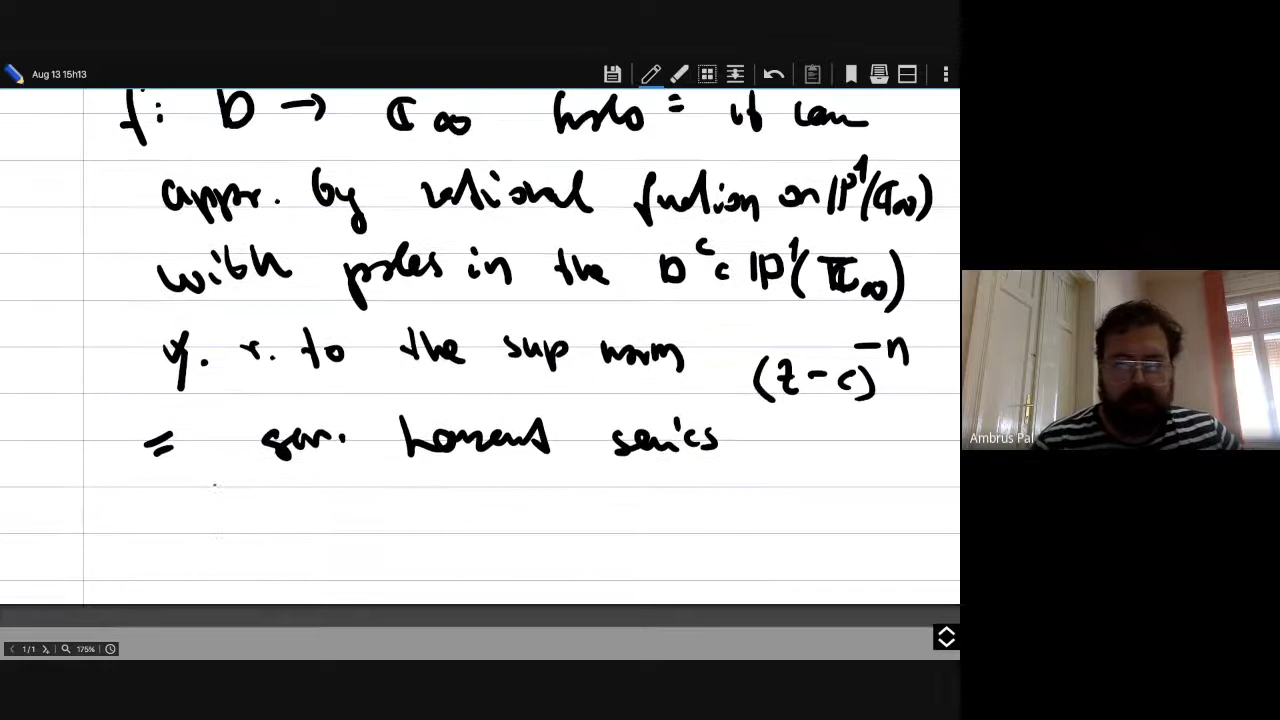 Aug 13 15h13
f: D → ℂ∞ holo = if can
appr. by rational function on ℙ¹(ℂ∞)
with poles in the Dᶜ ⊂ ℙ¹(ℂ∞)
w. r. to the sup norm (z - c)⁻ⁿ
= gen. Laurent series
Ambrus Pal
1/1 175%